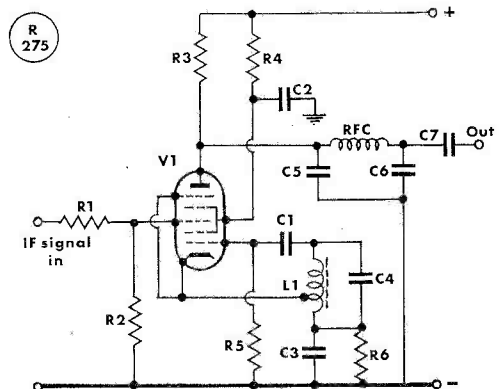 R
275
+
R3
R4
C2
RFC
C7
Out
V1
C5
C6
R1
C1
IF signal
in
L1
C4
R2
R5
C3
R6
-